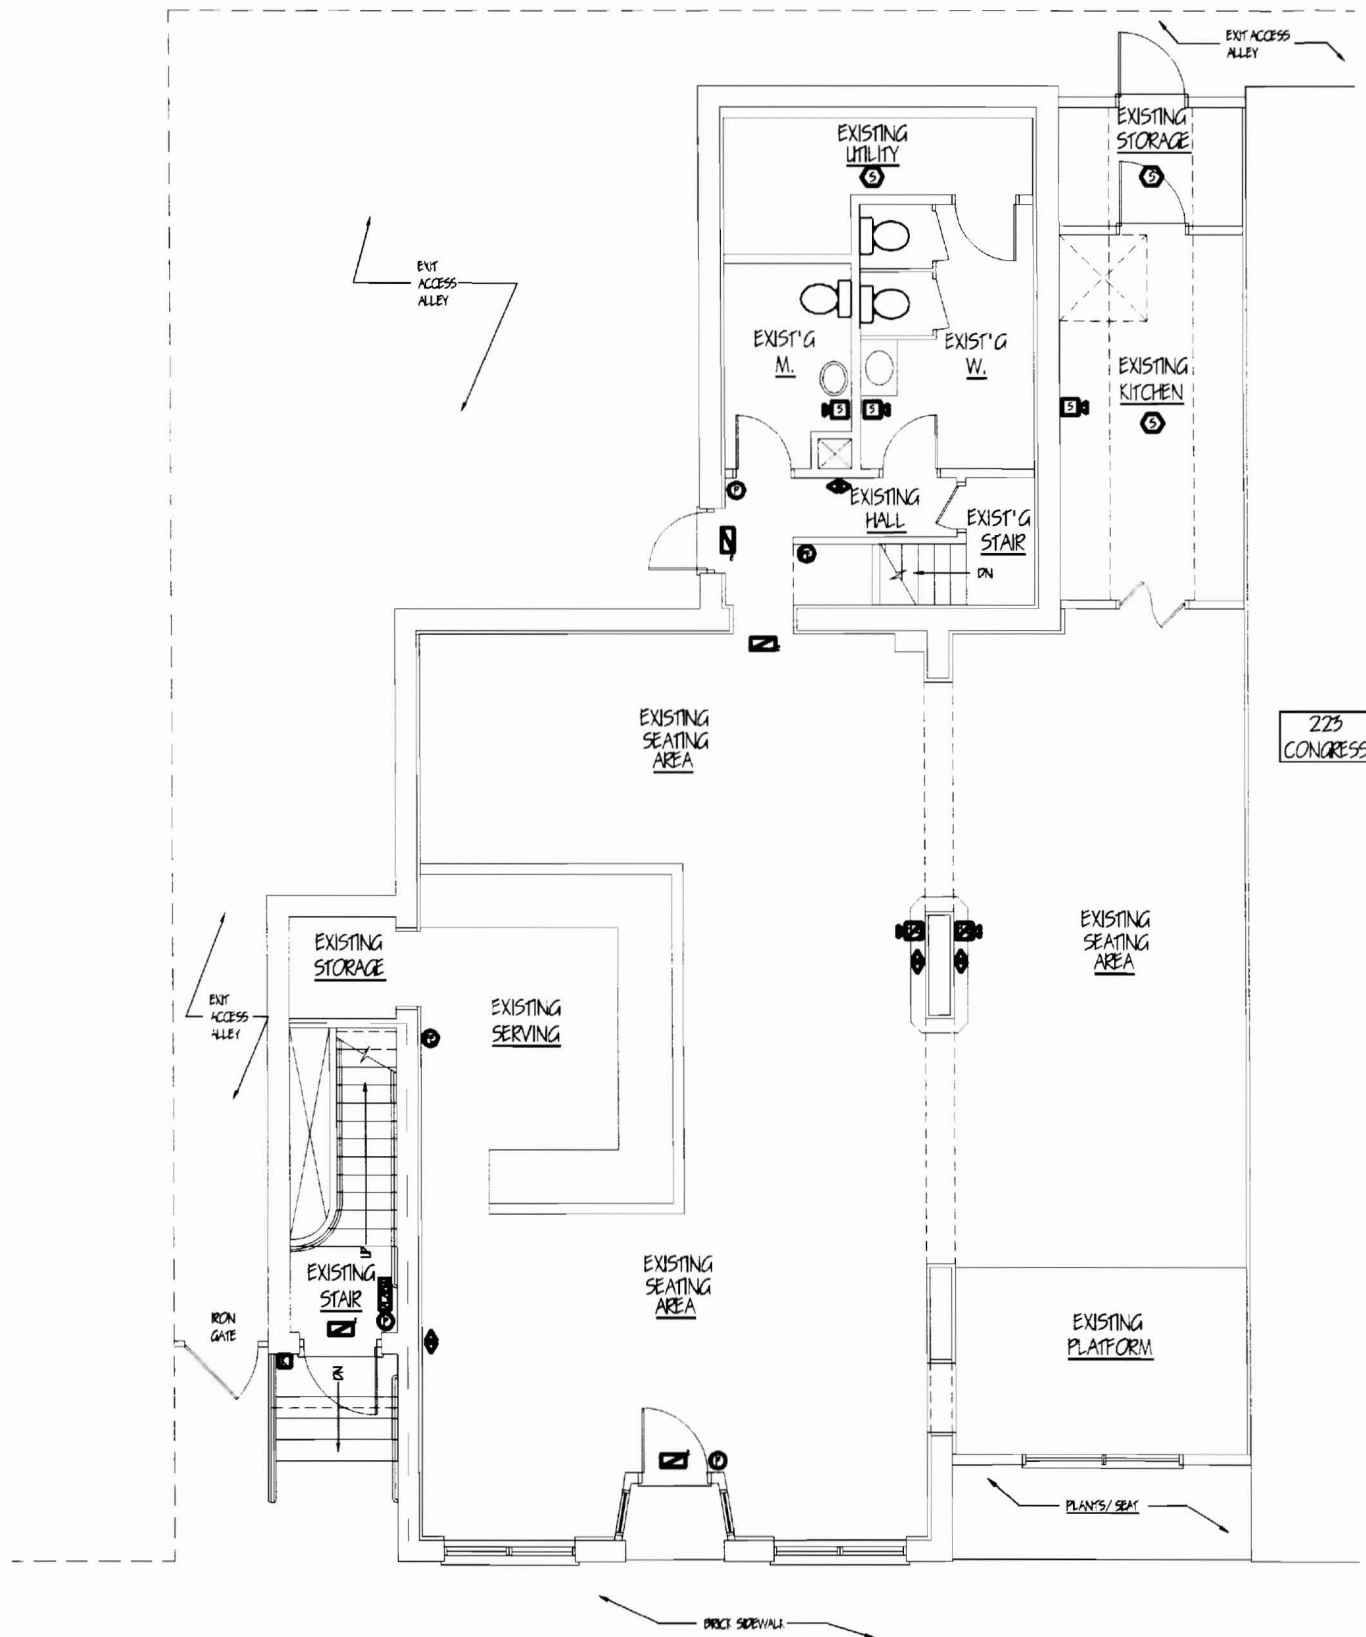 EXIT ACCESS
ALLEY
EXISTING
STORAGE
S
EXISTING
UTILITY
S
EXIT
ACCESS
ALLEY
EXIST'G
M.
EXIST'G
W.
EXISTING
KITCHEN
S
S
S
S
P
EXISTING
HALL
EXIST'G
STAIR
P
DN
EXISTING
SEATING
AREA
223
CONGRESS
EXISTING
STORAGE
EXISTING
SERVING
EXISTING
SEATING
AREA
EXIT
ACCESS
ALLEY
UP
EXISTING
STAIR
EXISTING
SEATING
AREA
IRON
GATE
DN
EXISTING
PLATFORM
P
PLANTS/ SEAT
BRICK SIDEWALK